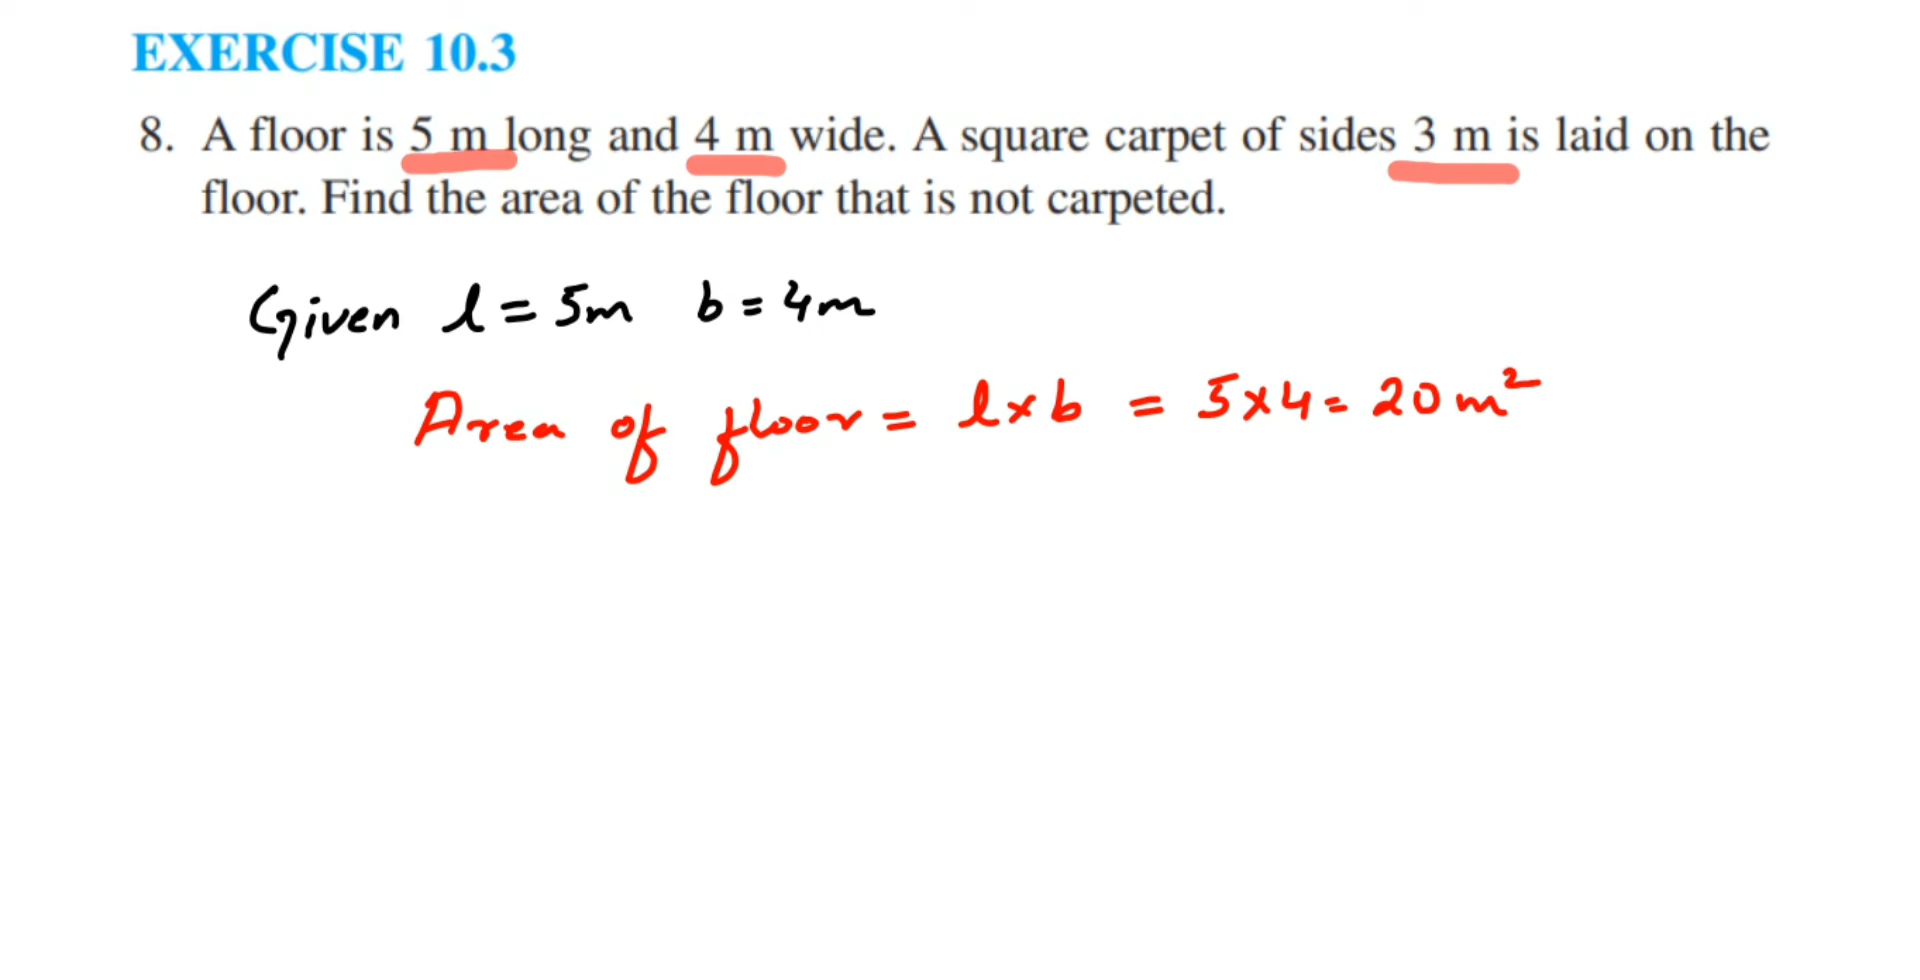 EXERCISE 10.3
8. A floor is 5 m long and 4 m wide. A square carpet of sides 3 m is laid on the
floor. Find the area of the floor that is not carpeted.
Given l = 5m b = 4m
Area of floor = l × b = 5 × 4 = 20 m²